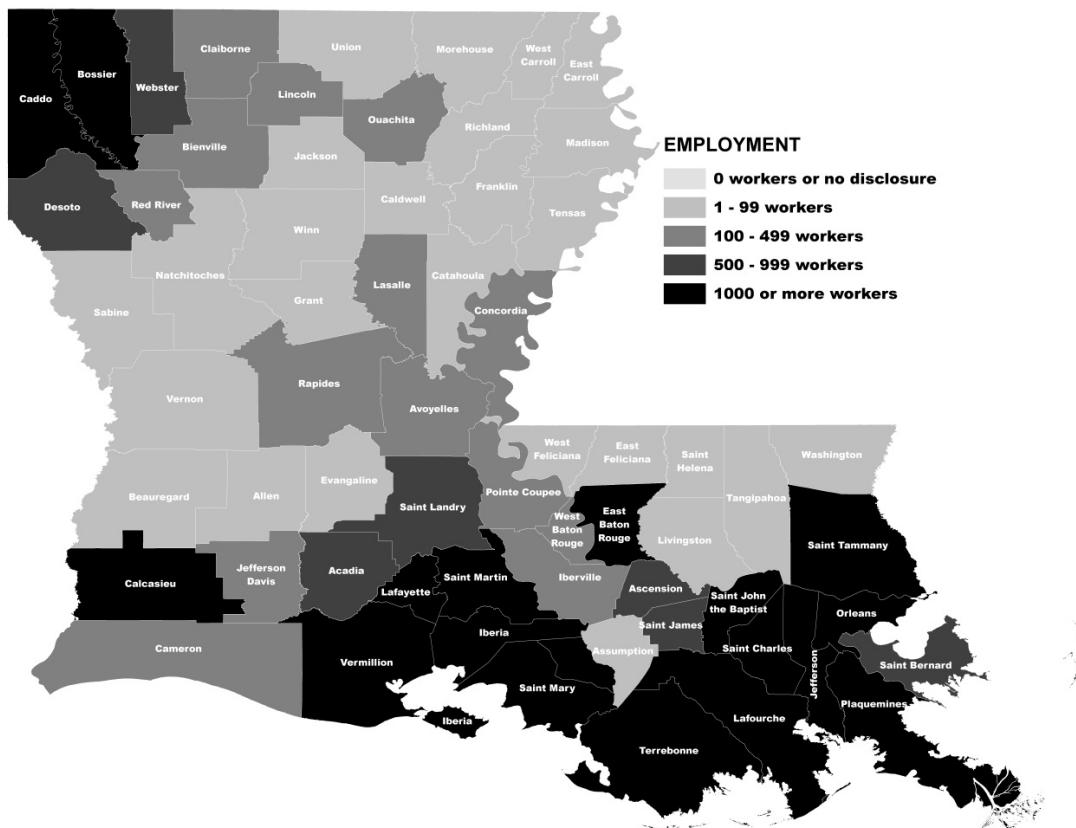 Claiborne
Union
Morehouse
West
Carroll
East
Carroll
Bossier
Webster
Caddo
Lincoln
Ouachita
Richland
Madison
Bienville
Jackson
Franklin
Caldwell
Tensas
Desoto
Red River
Winn
Natchitoches
Lasalle
Catahoula
Grant
Concordia
Sabine
Rapides
Vernon
Avoyelles
EMPLOYMENT
0 workers or no disclosure
1 - 99 workers
100 - 499 workers
500 - 999 workers
1000 or more workers
West
Feliciana
East
Feliciana
Saint
Helena
Washington
Evangaline
Beauregard
Allen
Saint Landry
Pointe Coupee
Tangipahoa
West
Baton
Rouge
East
Baton
Rouge
Livingston
Saint Tammany
Calcasieu
Jefferson
Davis
Acadia
Lafayette
Saint Martin
Iberville
Ascension
Saint John
the Baptist
Orleans
Saint James
Iberia
Cameron
Vermillion
Assumption
Saint Charles
Jefferson
Saint Bernard
Saint Mary
Plaquemines
Iberia
Lafourche
Terrebonne